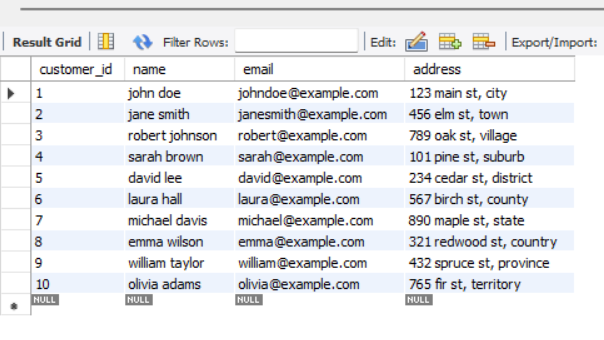 Result Grid Filter Rows: Edit: Export/Import:
customer_id name email address
1 john doe johndoe@example.com 123 main st, city
2 jane smith janesmith@example.com 456 elm st, town
3 robert johnson robert@example.com 789 oak st, village
4 sarah brown sarah@example.com 101 pine st, suburb
5 david lee david@example.com 234 cedar st, district
6 laura hall laura@example.com 567 birch st, county
7 michael davis michael@example.com 890 maple st, state
8 emma wilson emma@example.com 321 redwood st, country
9 william taylor william@example.com 432 spruce st, province
10 olivia adams olivia@example.com 765 fir st, territory
NULL NULL NULL NULL